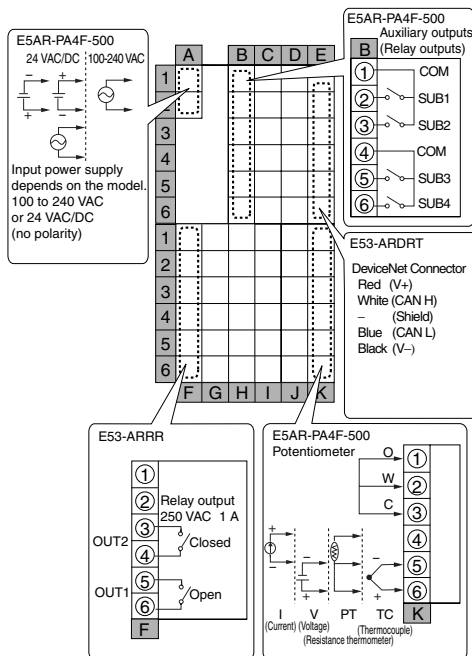 E5AR-PA4F-500
24 VAC/DC 100-240 VAC
− + 
+ −
Input power supply
depends on the model.
100 to 240 VAC
or 24 VAC/DC
(no polarity)
A B C D E
1
2
3
4
5
6
1
2
3
4
5
6
F G H I J K
E5AR-PA4F-500
Auxiliary outputs
(Relay outputs)
B
1 COM
2 SUB1
3 SUB2
4 COM
5 SUB3
6 SUB4
E53-ARDRT
DeviceNet Connector
Red (V+)
White (CAN H)
− (Shield)
Blue (CAN L)
Black (V−)
E53-ARRR
1
2 Relay output
250 VAC 1 A
3
OUT2 Closed
4
5
OUT1 Open
6
F
E5AR-PA4F-500
Potentiometer
O 1
W 2
C 3
4
+ − − 5
− + + 6
I V PT TC K
(Current) (Voltage) (Thermocouple)
(Resistance thermometer)